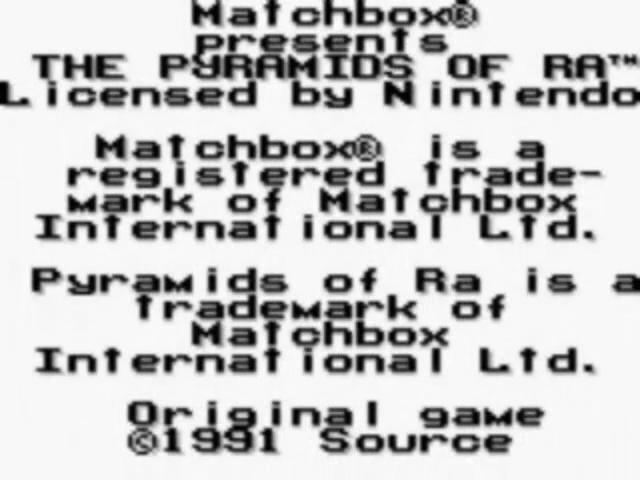 Matchbox®
presents
THE PYRAMIDS OF RA™
Licensed by Nintendo
Matchbox® is a
registered trade-
mark of Matchbox
International Ltd.
Pyramids of Ra is a
trademark of
Matchbox
International Ltd.
Original game
©1991 Source